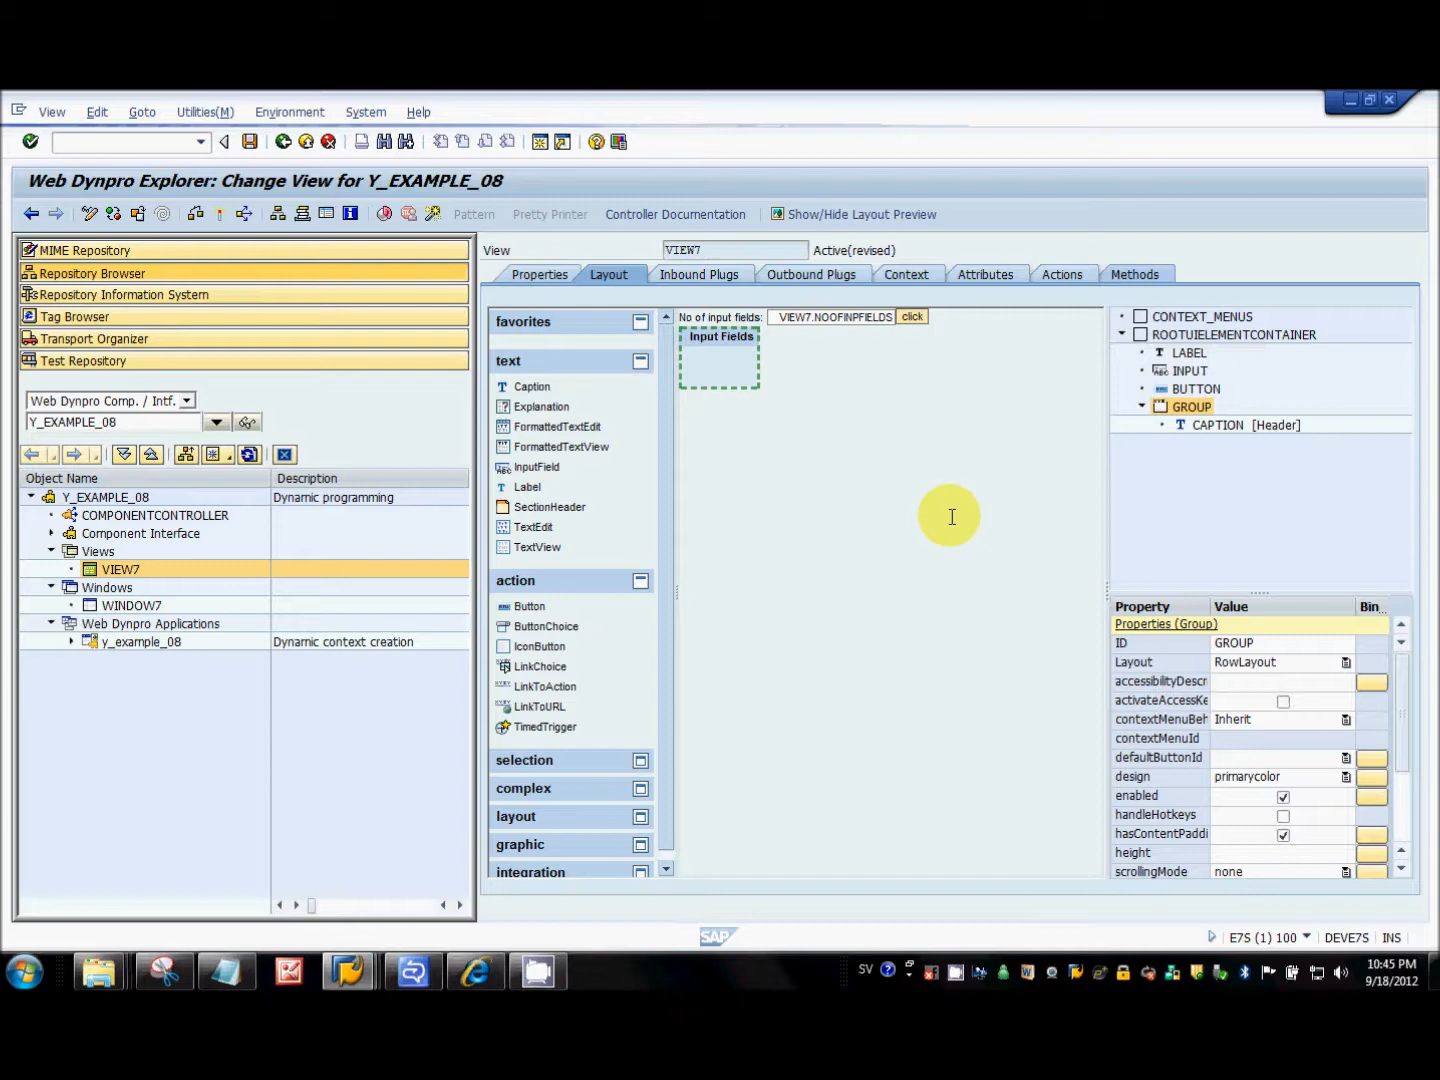 View Edit Goto Utilities(M) Environment System Help
Web Dynpro Explorer: Change View for Y_EXAMPLE_08
Pattern Pretty Printer Controller Documentation Show/Hide Layout Preview
MIME Repository
Repository Browser
Repository Information System
Tag Browser
Transport Organizer
Test Repository
Web Dynpro Comp. / Intf.
Y_EXAMPLE_08
Object Name Description
Y_EXAMPLE_08 Dynamic programming
COMPONENTCONTROLLER
Component Interface
Views
VIEW7
Windows
WINDOW7
Web Dynpro Applications
y_example_08 Dynamic context creation
View VIEW7 Active(revised)
Properties Layout Inbound Plugs Outbound Plugs Context Attributes Actions Methods
favorites
text
Caption
Explanation
FormattedTextEdit
FormattedTextView
InputField
Label
SectionHeader
TextEdit
TextView
action
Button
ButtonChoice
IconButton
LinkChoice
LinkToAction
LinkToURL
TimedTrigger
selection
complex
layout
graphic
integration
No of input fields: VIEW7.NOOFINPFIELDS click
Input Fields
CONTEXT_MENUS
ROOTUIELEMENTCONTAINER
LABEL
INPUT
BUTTON
GROUP
CAPTION [Header]
Property Value Bin...
Properties (Group)
ID GROUP
Layout RowLayout
accessibilityDescr
activateAccessKe
contextMenuBeh Inherit
contextMenuId
defaultButtonId
design primarycolor
enabled
handleHotkeys
hasContentPaddi
height
scrollingMode none
SAP
E7S (1) 100 DEVE7S INS
SV
10:45 PM
9/18/2012